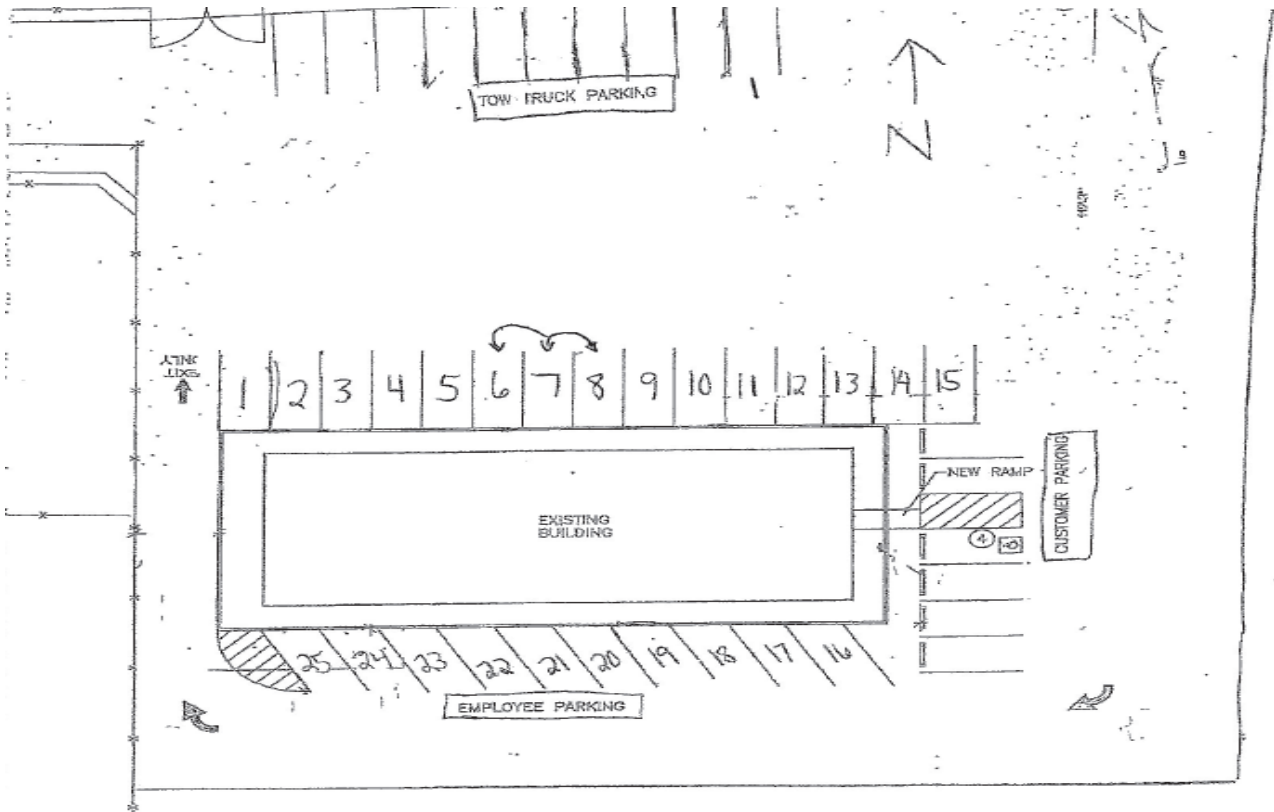 TOW TRUCK PARKING
N
EXIT
ONLY
1 2 3 4 5 6 7 8 9 10 11 12 13 14 15
NEW RAMP
CUSTOMER PARKING
EXISTING
BUILDING
4
25 24 23 22 21 20 19 18 17 16
EMPLOYEE PARKING